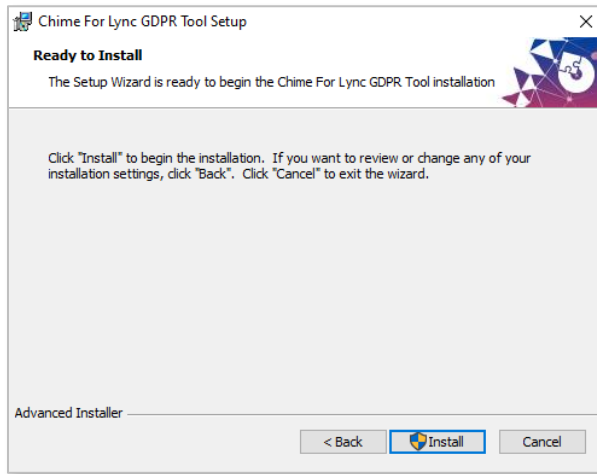 Chime For Lync GDPR Tool Setup
Ready to Install
The Setup Wizard is ready to begin the Chime For Lync GDPR Tool installation
Click "Install" to begin the installation.  If you want to review or change any of your
installation settings, click "Back".  Click "Cancel" to exit the wizard.
Advanced Installer
< Back
Install
Cancel